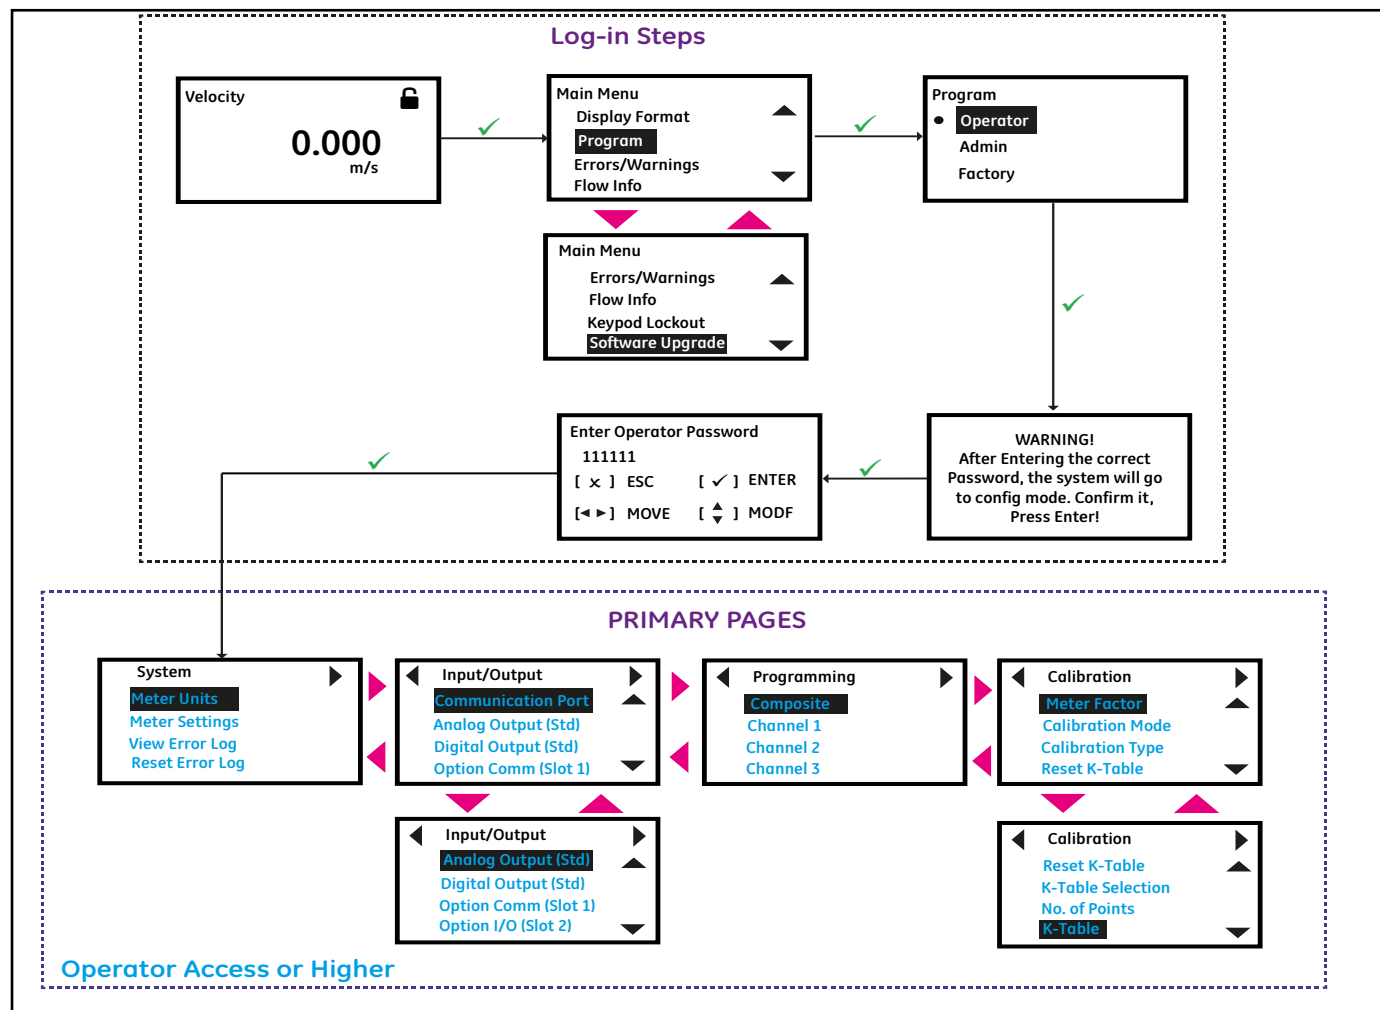 Log-in Steps
Velocity
0.000
m/s
Main Menu
Display Format
Program
Errors/Warnings
Flow Info
Program
Operator
Admin
Factory
Main Menu
Errors/Warnings
Flow Info
Keypod Lockout
Software Upgrade
Enter Operator Password
111111
[ x ] ESC [ ✓ ] ENTER
[◄ ►] MOVE [ ▲▼ ] MODF
WARNING!
After Entering the correct
Password, the system will go
to config mode. Confirm it,
Press Enter!
PRIMARY PAGES
System
Meter Units
Meter Settings
View Error Log
Reset Error Log
Input/Output
Communication Port
Analog Output (Std)
Digital Output (Std)
Option Comm (Slot 1)
Programming
Composite
Channel 1
Channel 2
Channel 3
Calibration
Meter Factor
Calibration Mode
Calibration Type
Reset K-Table
Input/Output
Analog Output (Std)
Digital Output (Std)
Option Comm (Slot 1)
Option I/O (Slot 2)
Calibration
Reset K-Table
K-Table Selection
No. of Points
K-Table
Operator Access or Higher